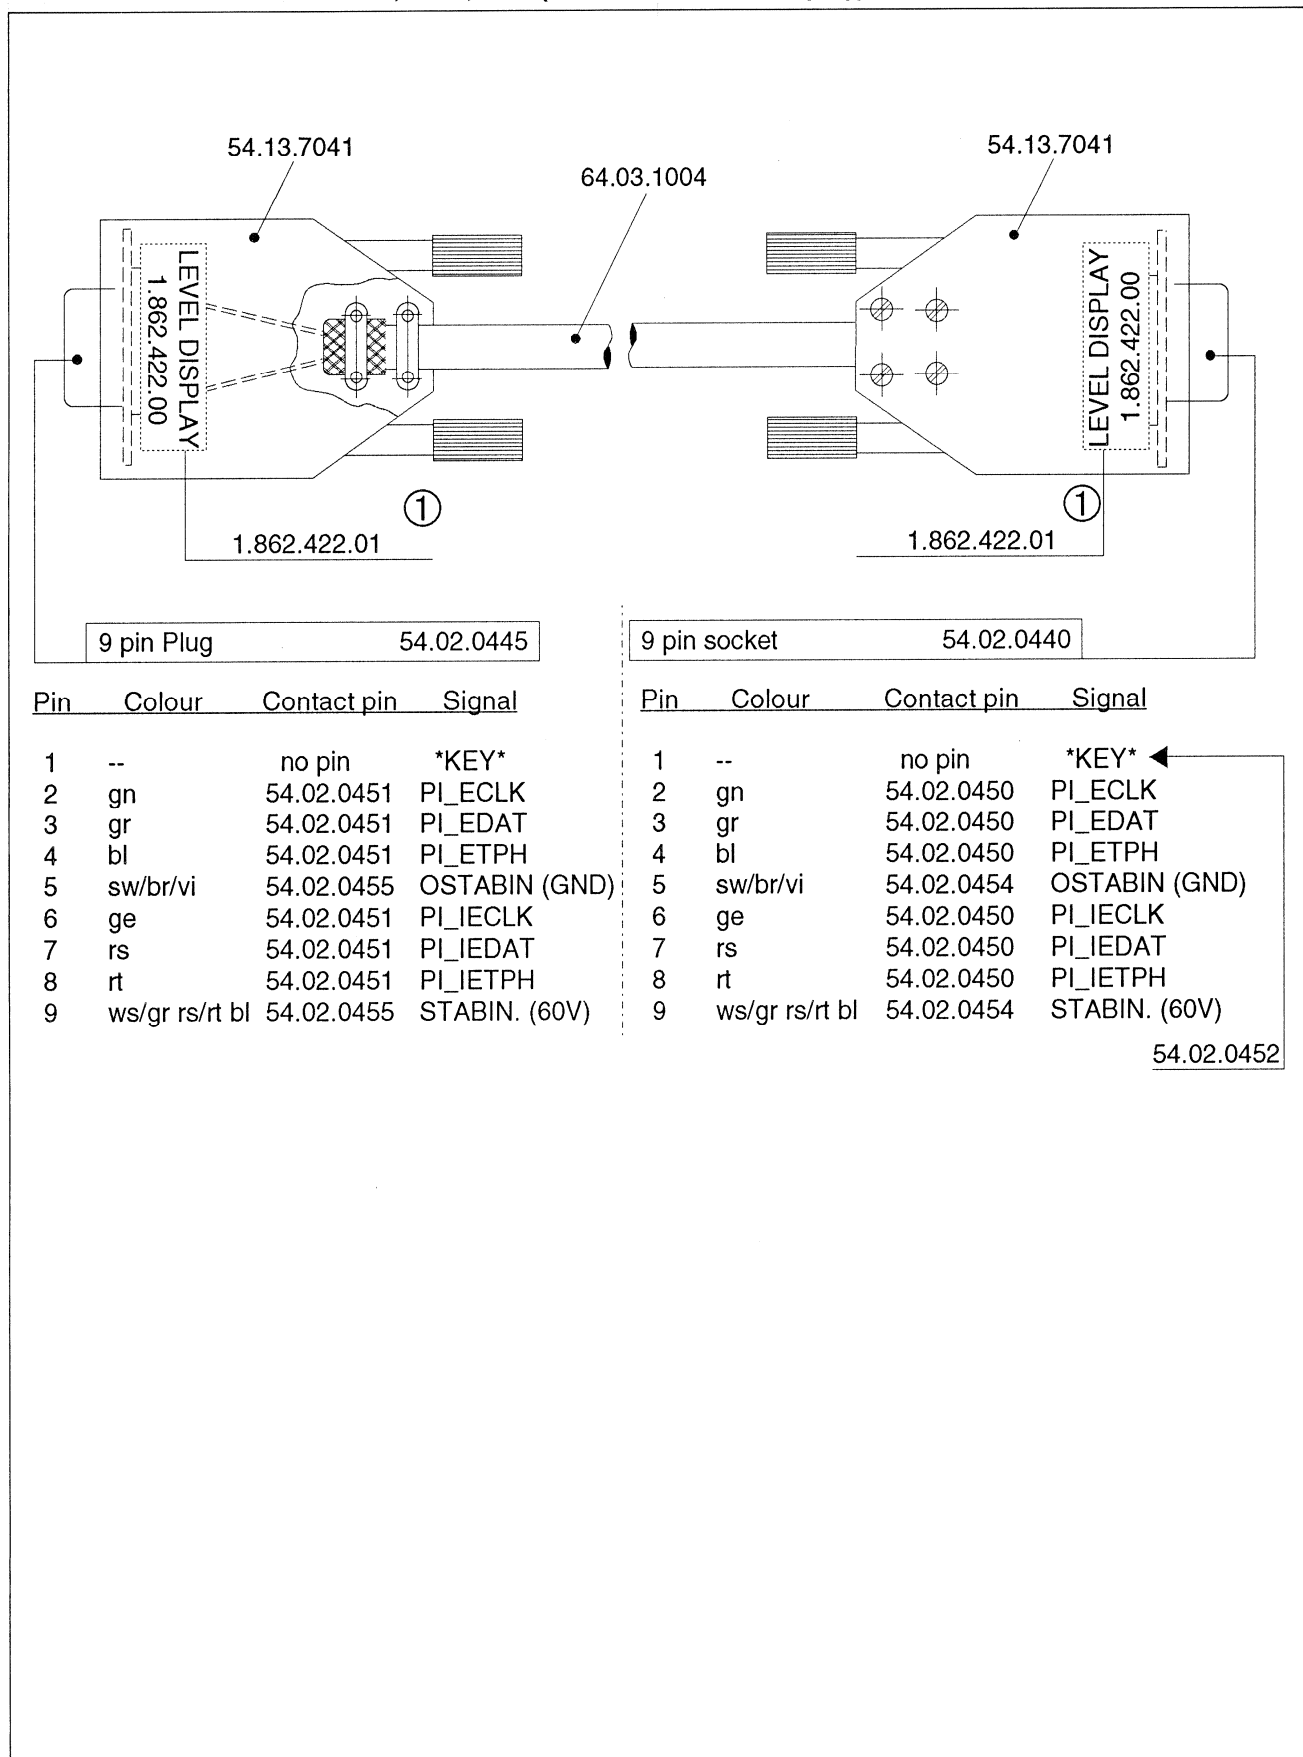 54.13.7041
64.03.1004
54.13.7041
LEVEL DISPLAY
1.862.422.00
LEVEL DISPLAY
1.862.422.00
1
1.862.422.01
1
1.862.422.01
9 pin Plug 54.02.0445
Pin Colour Contact pin Signal
1 -- no pin *KEY*
2 gn 54.02.0451 PI_ECLK
3 gr 54.02.0451 PI_EDAT
4 bl 54.02.0451 PI_ETPH
5 sw/br/vi 54.02.0455 OSTABIN (GND)
6 ge 54.02.0451 PI_IECLK
7 rs 54.02.0451 PI_IEDAT
8 rt 54.02.0451 PI_IETPH
9 ws/gr rs/rt bl 54.02.0455 STABIN. (60V)
9 pin socket 54.02.0440
Pin Colour Contact pin Signal
1 -- no pin *KEY*
2 gn 54.02.0450 PI_ECLK
3 gr 54.02.0450 PI_EDAT
4 bl 54.02.0450 PI_ETPH
5 sw/br/vi 54.02.0454 OSTABIN (GND)
6 ge 54.02.0450 PI_IECLK
7 rs 54.02.0450 PI_IEDAT
8 rt 54.02.0450 PI_IETPH
9 ws/gr rs/rt bl 54.02.0454 STABIN. (60V)
54.02.0452